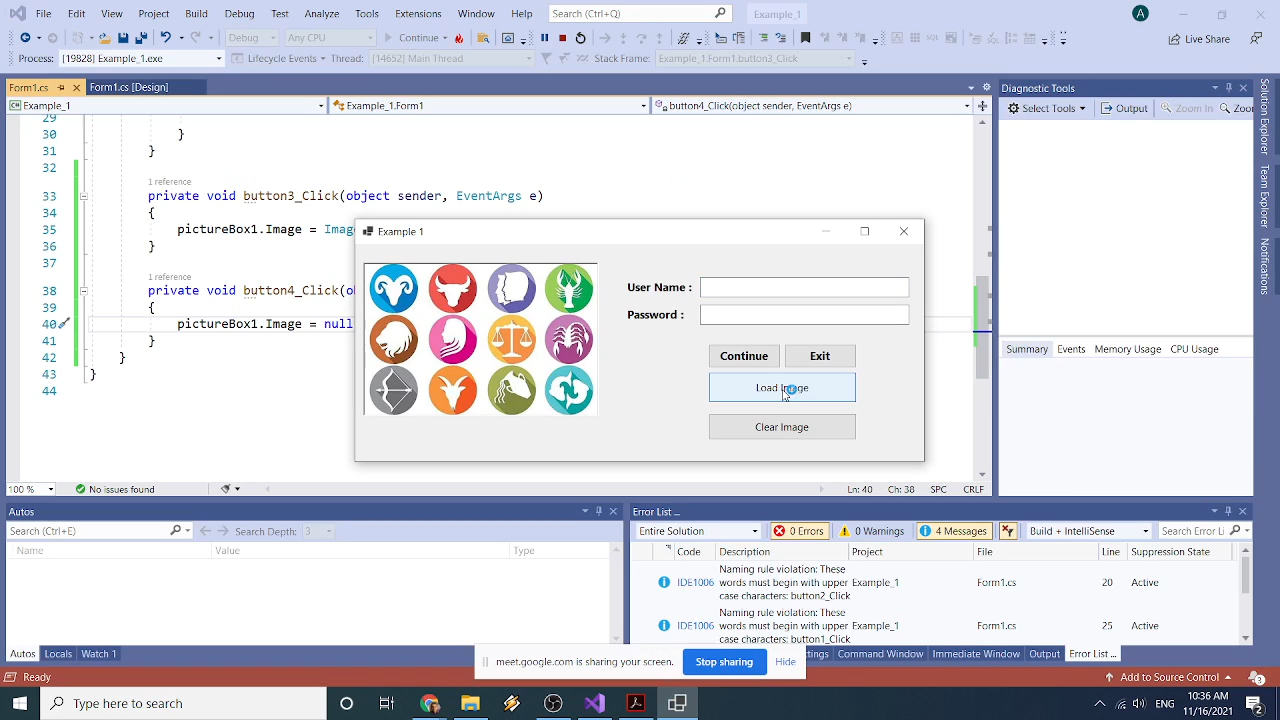 File Edit View Git Project Build Debug Test Analyze Tools Extensions Window Help Search (Ctrl+Q) Example_1 A
Debug Any CPU Continue Live Share
Process: [19828] Example_1.exe Lifecycle Events Thread: [14652] Main Thread Stack Frame: Example_1.Form1.button3_Click
Form1.cs Form1.cs [Design]
Example_1 Example_1.Form1 button4_Click(object sender, EventArgs e)
29
30 }
31 }
32
1 reference
33 private void button3_Click(object sender, EventArgs e)
34 {
35 pictureBox1.Image = Imag
36 }
37
1 reference
38 private void button4_Click(ob
39 {
40 pictureBox1.Image = null
41 }
42 }
43 }
44
100 % No issues found Ln: 40 Ch: 38 SPC CRLF
Example 1
User Name :
Password :
Continue Exit
Load Image
Clear Image
Diagnostic Tools
Select Tools Output Zoom In Zoo
Summary Events Memory Usage CPU Usage
Solution Explorer
Team Explorer
Notifications
Autos
Search (Ctrl+E) Search Depth: 3
Name Value Type
Autos Locals Watch 1
Error List ...
Entire Solution 0 Errors 0 Warnings 4 Messages Build + IntelliSense Search Error Li
Code Description Project File Line Suppression State
IDE1006 Naming rule violation: These
words must begin with upper Example_1 Form1.cs 20 Active
case characters: button2_Click
IDE1006 Naming rule violation: These
words must begin with upper Example_1 Form1.cs 25 Active
case characters: button1_Click
ttings Command Window Immediate Window Output Error List ...
meet.google.com is sharing your screen. Stop sharing Hide
Ready Add to Source Control 3
Type here to search ENG 10:36 AM
11/16/2021 2